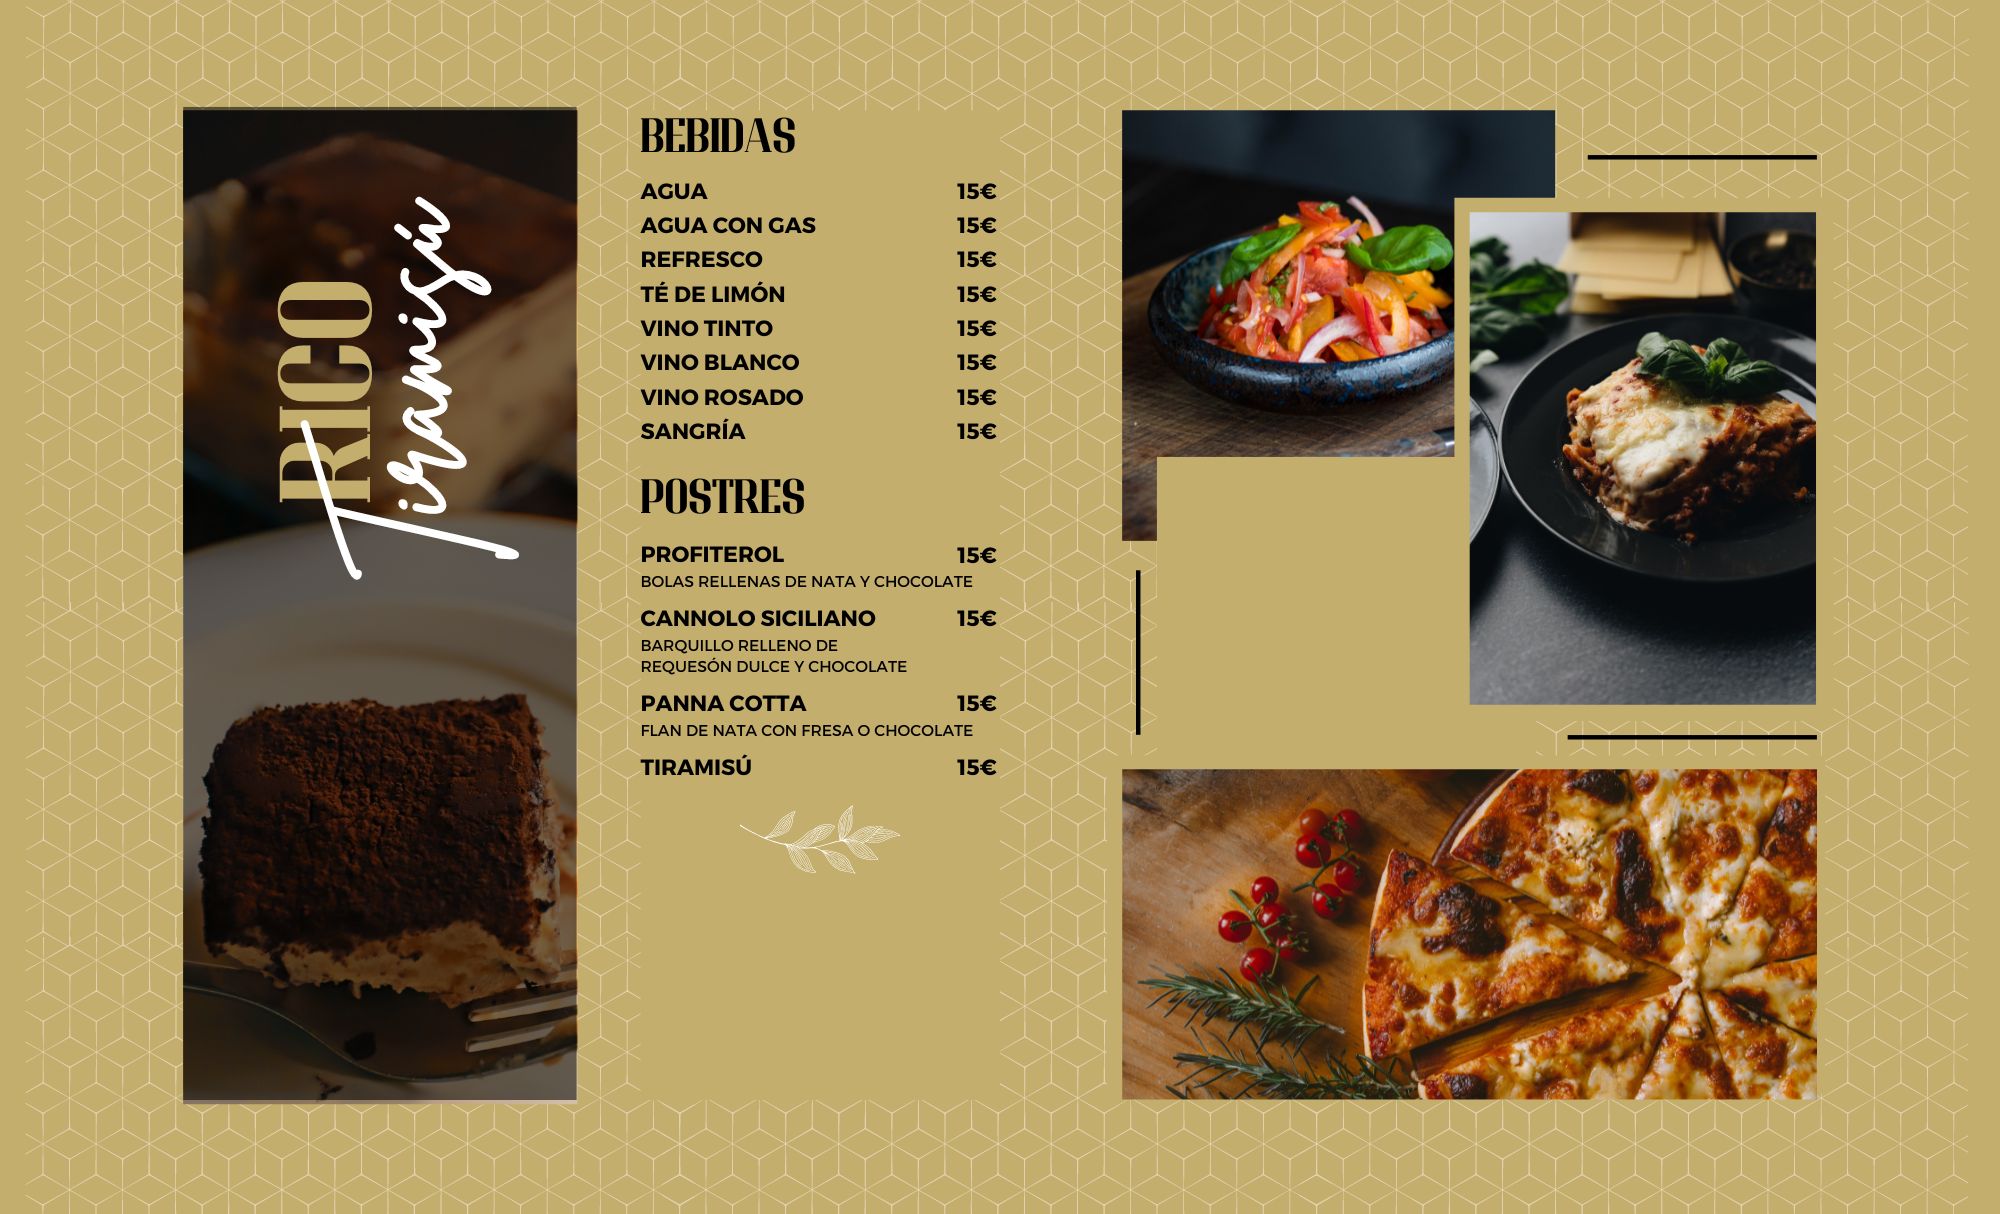 RICO
Tiramisú
BEBIDAS
AGUA 15€
AGUA CON GAS 15€
REFRESCO 15€
TÉ DE LIMÓN 15€
VINO TINTO 15€
VINO BLANCO 15€
VINO ROSADO 15€
SANGRÍA 15€
POSTRES
PROFITEROL 15€
BOLAS RELLENAS DE NATA Y CHOCOLATE
CANNOLO SICILIANO 15€
BARQUILLO RELLENO DE
REQUESÓN DULCE Y CHOCOLATE
PANNA COTTA 15€
FLAN DE NATA CON FRESA O CHOCOLATE
TIRAMISÚ 15€